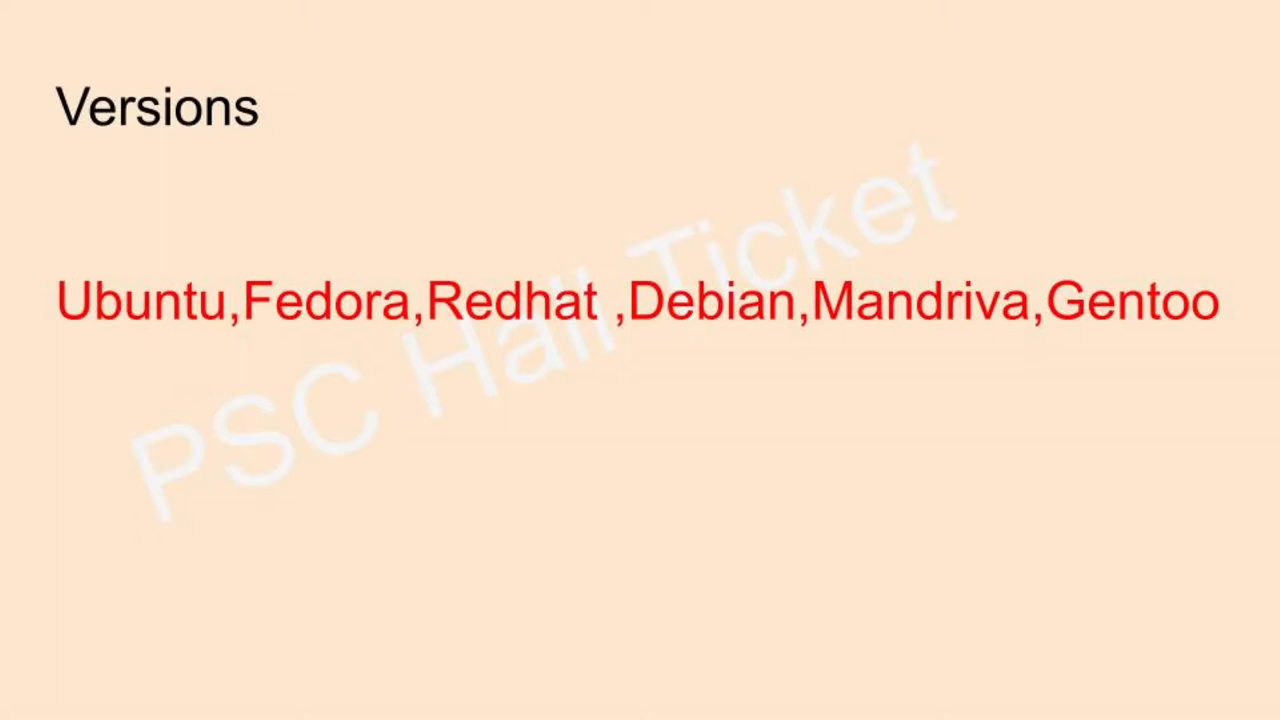 Versions
Ubuntu,Fedora,Redhat ,Debian,Mandriva,Gentoo
PSC Hall Ticket